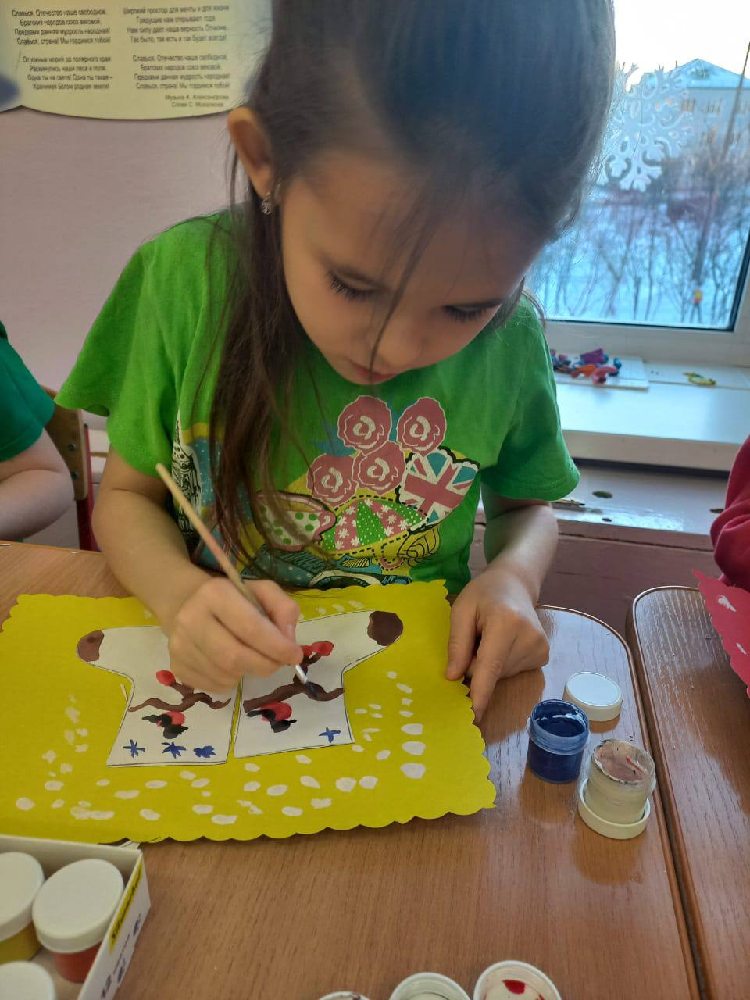 Славься, Отечество наше свободное,
Братских народов союз вековой,
Предками данная мудрость народная!
Славься, страна! Мы гордимся тобой!
От южных морей до полярного края
Раскинулись наши леса и поля.
Одна ты на свете! Одна ты такая –
Хранимая Богом родная земля!
Широкий простор для мечты и для жизни
Грядущие нам открывают года.
Нам силу даёт наша верность Отчизне.
Так было, так есть и так будет всегда!
Славься, Отечество наше свободное,
Братских народов союз вековой,
Предками данная мудрость народная!
Славься, страна! Мы гордимся тобой!
Музыка А. Александрова
Слова С. Михалкова
12